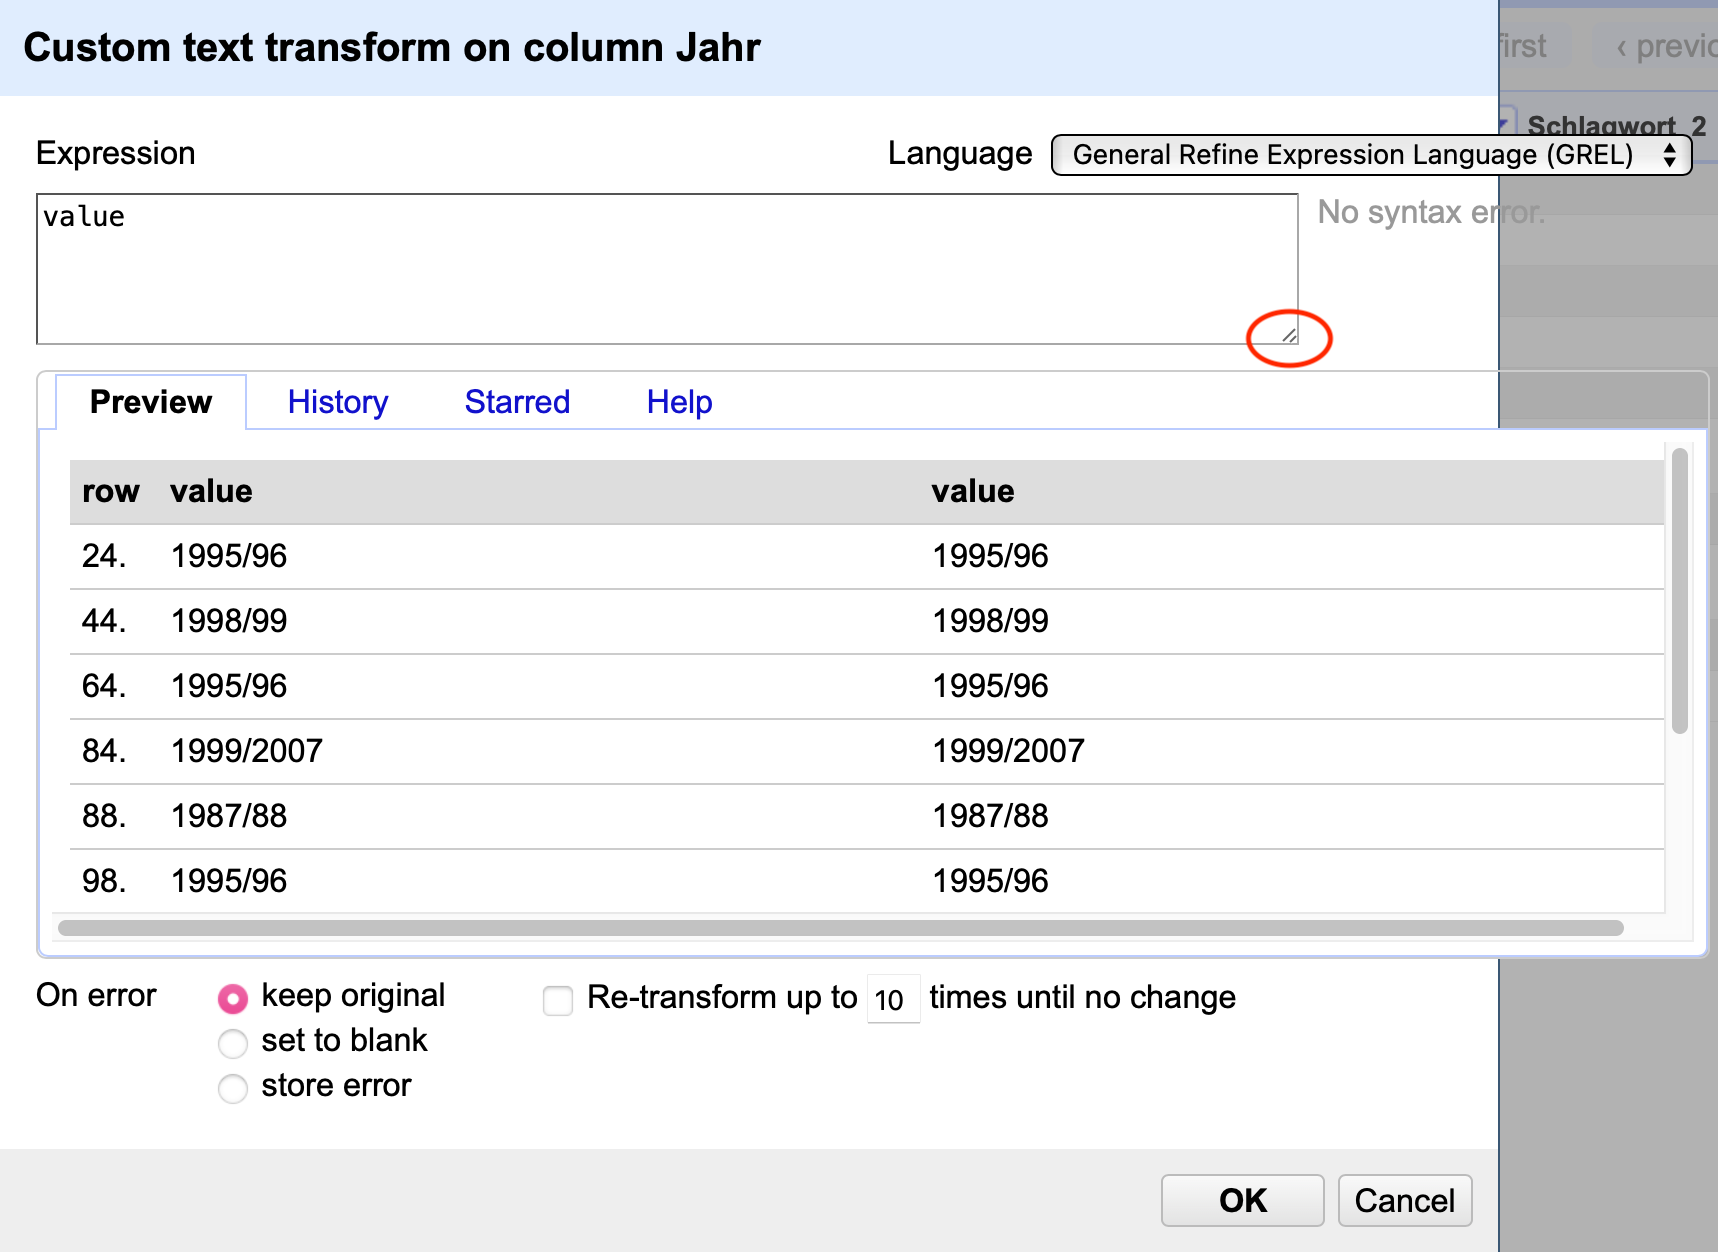 Custom text transform on column Jahr
first ‹ previo
Schlagwort_2
Expression
Language General Refine Expression Language (GREL)
value
No syntax error.
Preview History Starred Help
row value value
24. 1995/96 1995/96
44. 1998/99 1998/99
64. 1995/96 1995/96
84. 1999/2007 1999/2007
88. 1987/88 1987/88
98. 1995/96 1995/96
On error keep original Re-transform up to 10 times until no change
set to blank
store error
OK Cancel